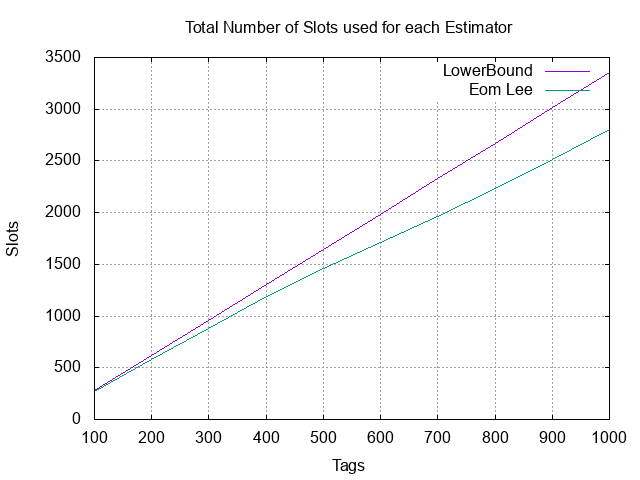 Total Number of Slots used for each Estimator
3500
3000
2500
2000
1500
1000
500
0
LowerBound
Eom Lee
Slots
100 200 300 400 500 600 700 800 900 1000
Tags